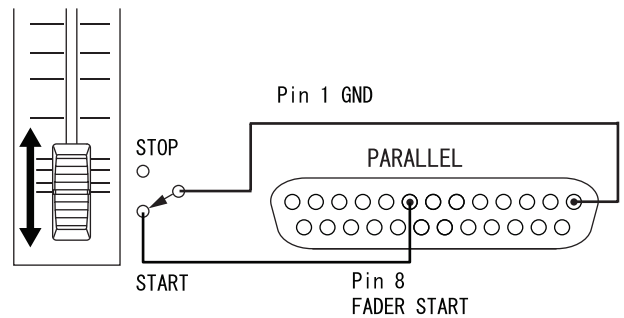 Pin 1 GND
STOP
PARALLEL
START
Pin 8
FADER START